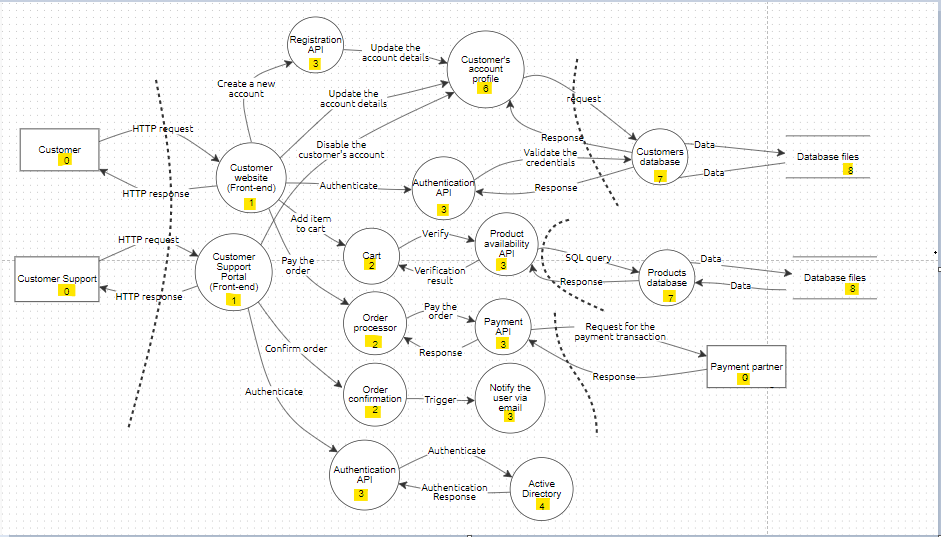 Registration
API
3
Update the
account details
Customer's
account
profile
6
Create a new
account
Update the
account details
request
HTTP request
Customer
0
Disable the
customer's account
Response
Validate the
credentials
Customers
database
7
Data
Data
Database files
8
HTTP response
Customer
website
(Front-end)
1
Authenticate
Authentication
API
3
Response
Add item
to cart
HTTP request
Customer Support
0
HTTP response
Customer
Support
Portal
(Front-end)
1
Pay the
order
Cart
2
Verify
Verification
result
Product
availability
API
3
SQL query
Response
Products
database
7
Data
Data
Database files
8
Order
processor
2
Pay the
order
Response
Payment
API
3
Request for the
payment transaction
Response
Payment partner
0
Confirm order
Order
confirmation
2
Trigger
Notify the
user via
email
3
Authenticate
Authentication
API
3
Authenticate
Authentication
Response
Active
Directory
4